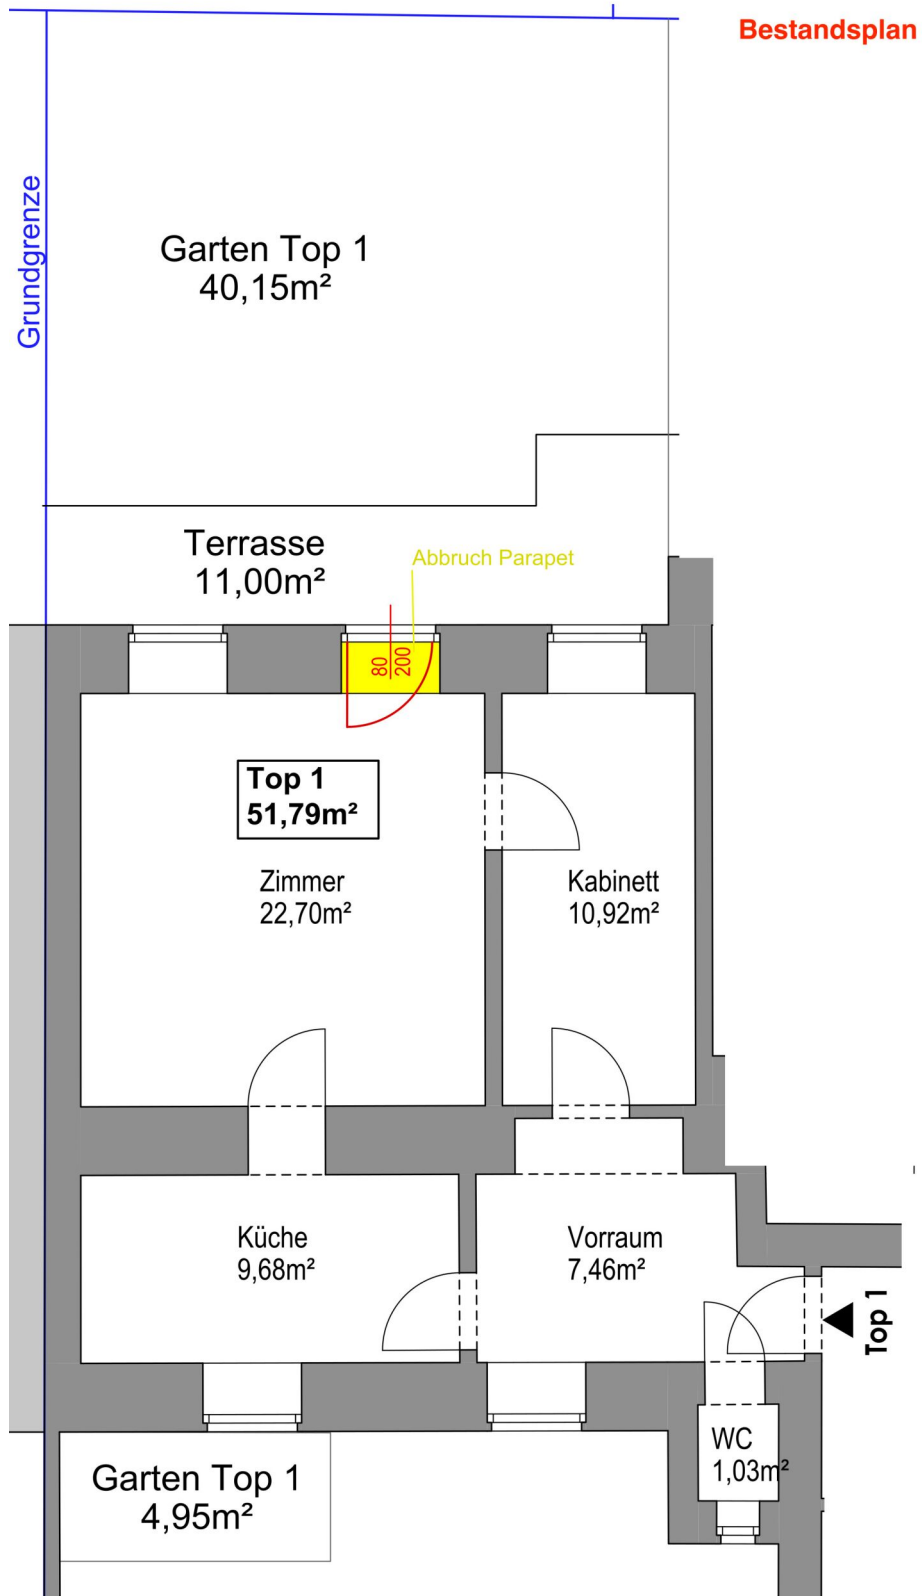 Bestandsplan
Grundgrenze
Garten Top 1
40,15m²
Terrasse
11,00m²
Abbruch Parapet
80
200
Top 1
51,79m²
Zimmer
22,70m²
Kabinett
10,92m²
Küche
9,68m²
Vorraum
7,46m²
Top 1
WC
1,03m²
Garten Top 1
4,95m²